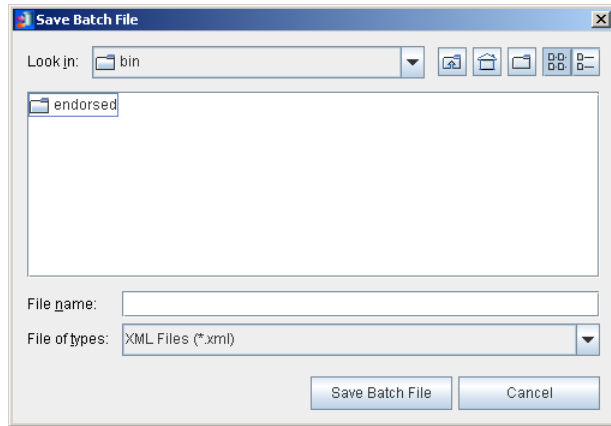 Save Batch File
Look in: bin
endorsed
File name:
File of types: XML Files (*.xml)
Save Batch File Cancel